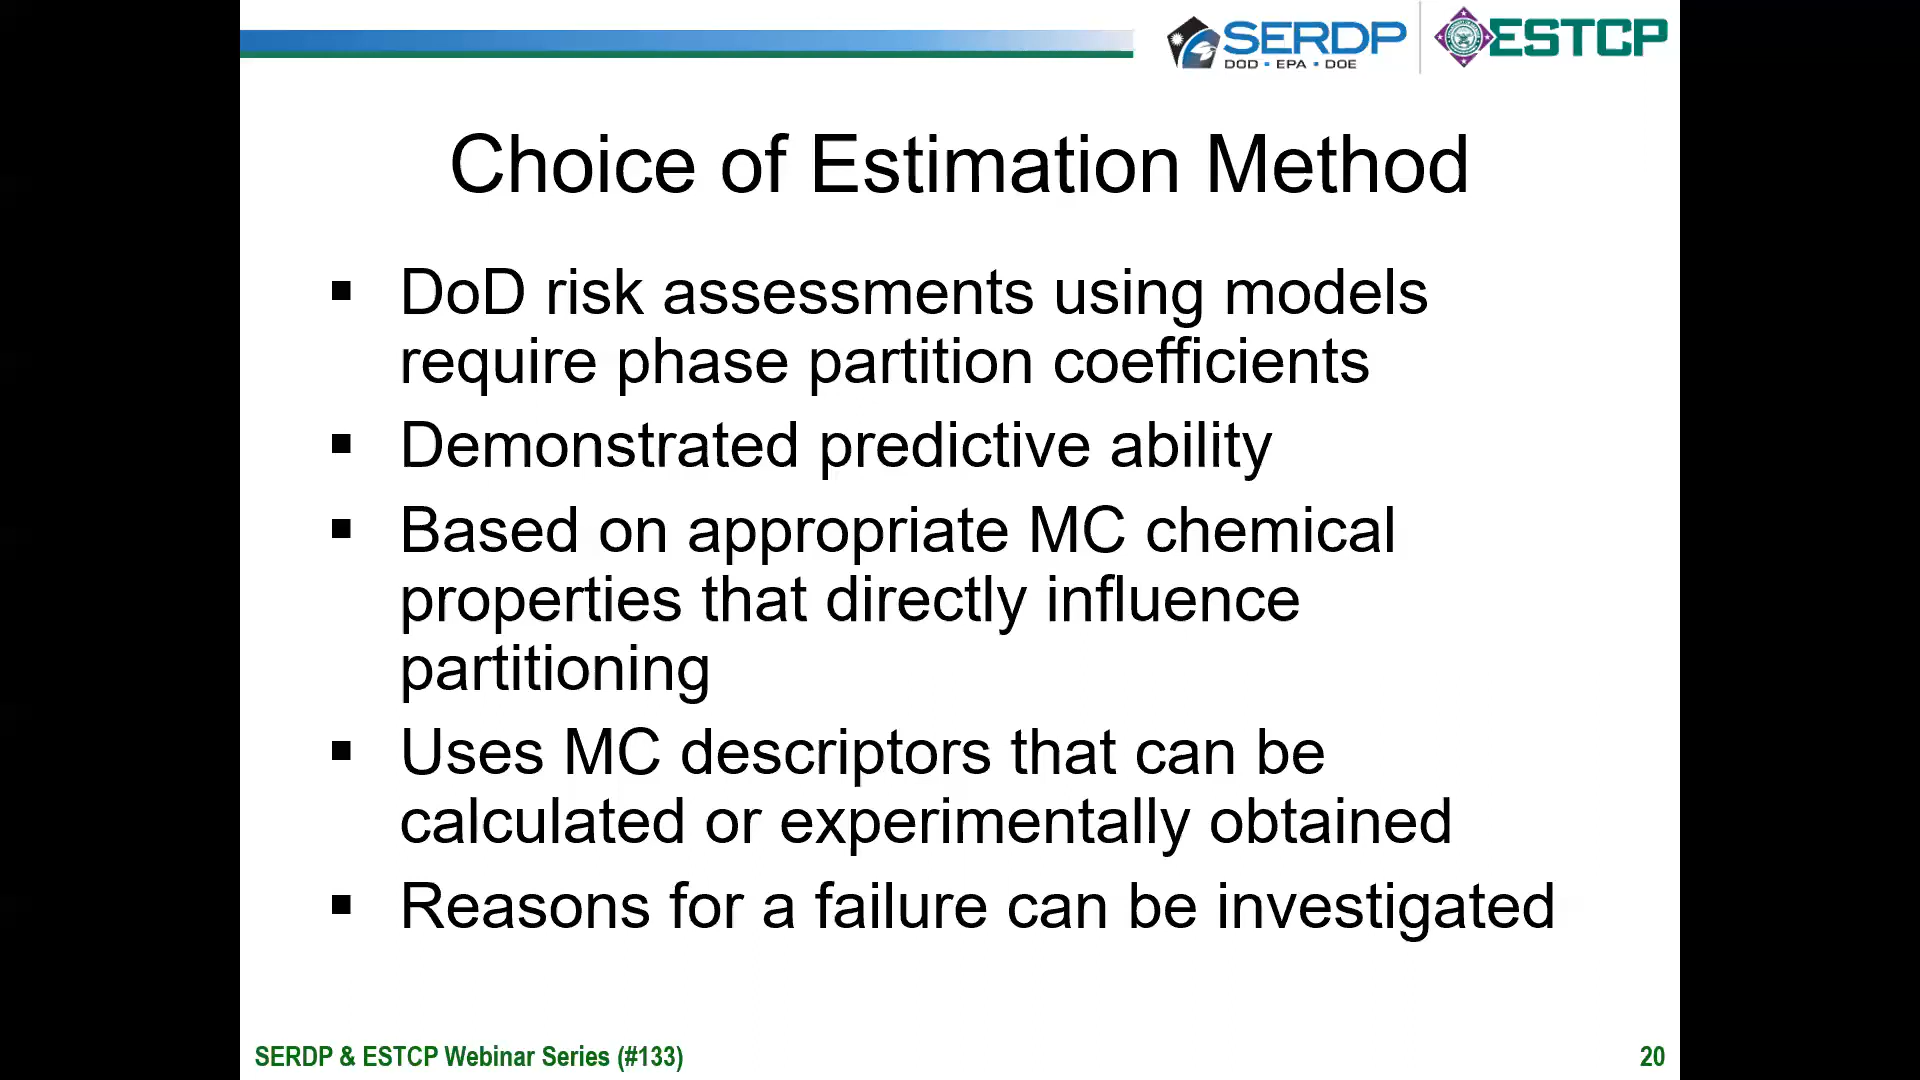 SERDP
DOD ▪ EPA ▪ DOE
ESTCP
Choice of Estimation Method
▪ DoD risk assessments using models
require phase partition coefficients
▪ Demonstrated predictive ability
▪ Based on appropriate MC chemical
properties that directly influence
partitioning
▪ Uses MC descriptors that can be
calculated or experimentally obtained
▪ Reasons for a failure can be investigated
SERDP & ESTCP Webinar Series (#133)
20